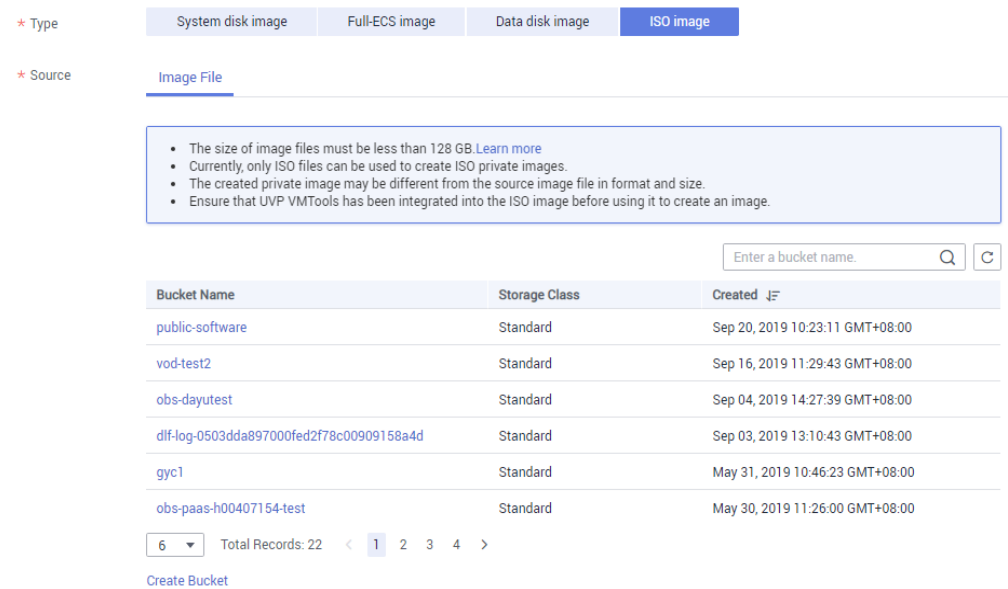 * Type
System disk image Full-ECS image Data disk image ISO image
* Source
Image File
• The size of image files must be less than 128 GB.Learn more
• Currently, only ISO files can be used to create ISO private images.
• The created private image may be different from the source image file in format and size.
• Ensure that UVP VMTools has been integrated into the ISO image before using it to create an image.
Enter a bucket name.
Bucket Name Storage Class Created
public-software Standard Sep 20, 2019 10:23:11 GMT+08:00
vod-test2 Standard Sep 16, 2019 11:29:43 GMT+08:00
obs-dayutest Standard Sep 04, 2019 14:27:39 GMT+08:00
dlf-log-0503dda897000fed2f78c00909158a4d Standard Sep 03, 2019 13:10:43 GMT+08:00
gyc1 Standard May 31, 2019 10:46:23 GMT+08:00
obs-paas-h00407154-test Standard May 30, 2019 11:26:00 GMT+08:00
6 Total Records: 22 < 1 2 3 4 >
Create Bucket